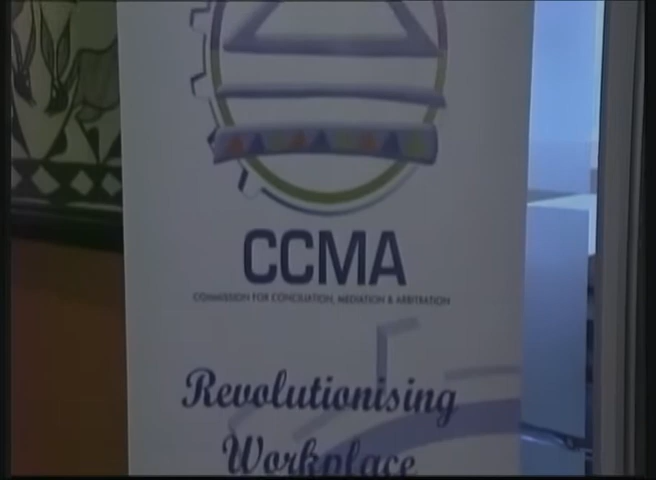 CCMA
COMMISSION FOR CONCILIATION, MEDIATION & ARBITRATION
Revolutionising
Workplace